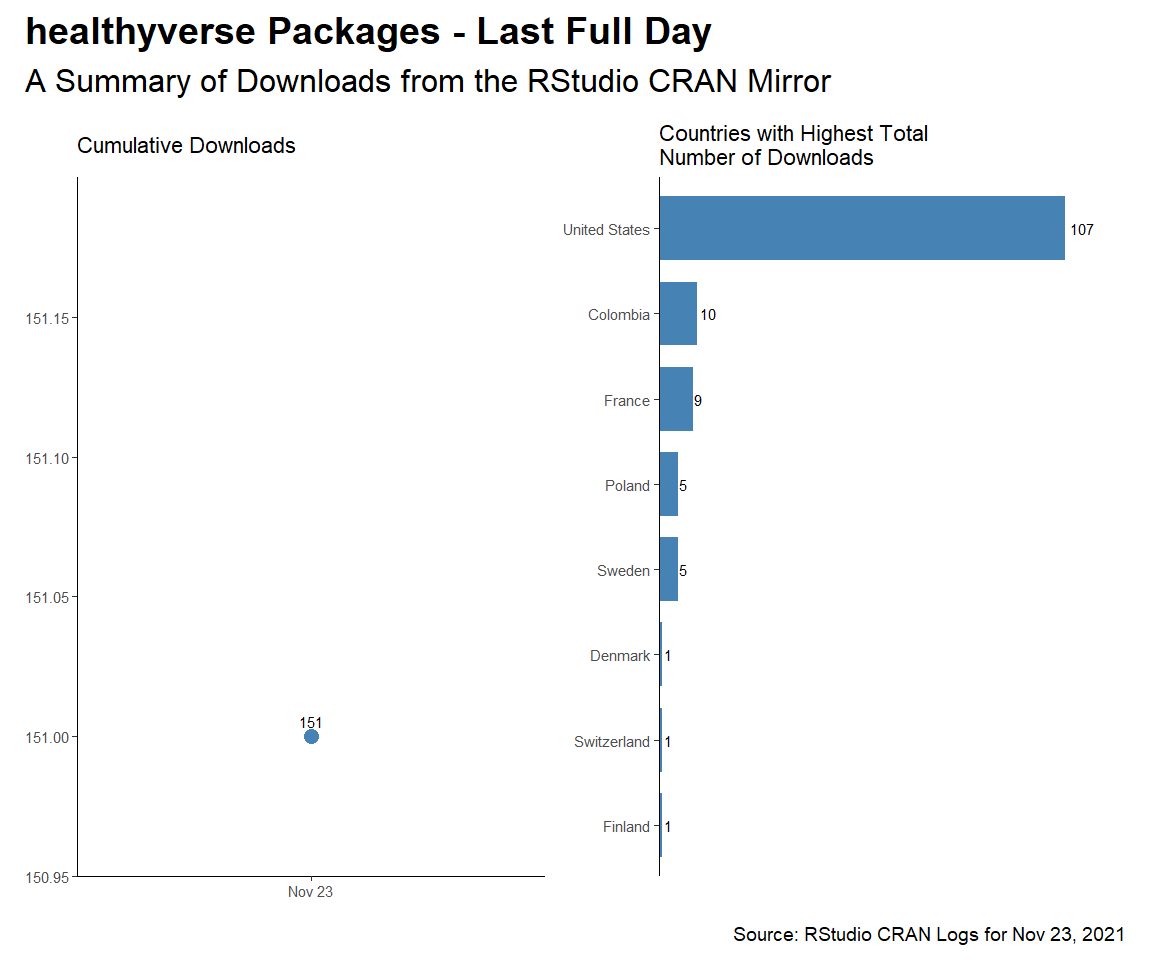 healthyverse Packages - Last Full Day
A Summary of Downloads from the RStudio CRAN Mirror
Cumulative Downloads
151.15
151.10
151.05
151.00
150.95
151
Nov 23
Countries with Highest Total
Number of Downloads
United States 107
Colombia 10
France 9
Poland 5
Sweden 5
Denmark 1
Switzerland 1
Finland 1
Source: RStudio CRAN Logs for Nov 23, 2021